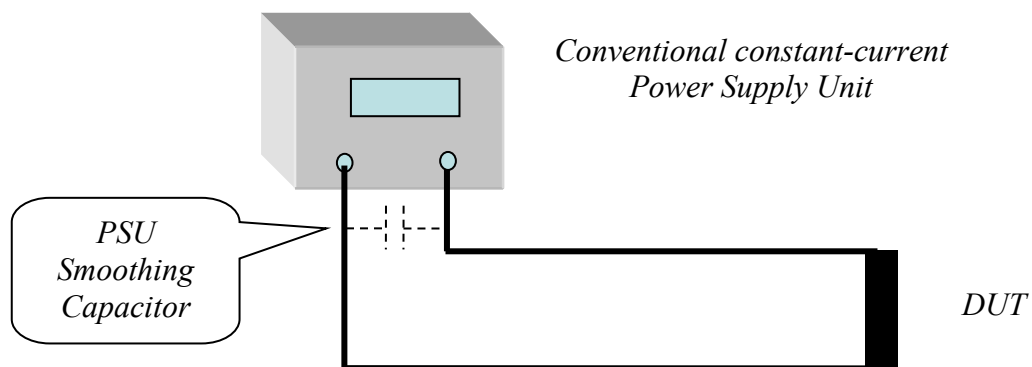 Conventional constant-current
Power Supply Unit
PSU
Smoothing
Capacitor
DUT